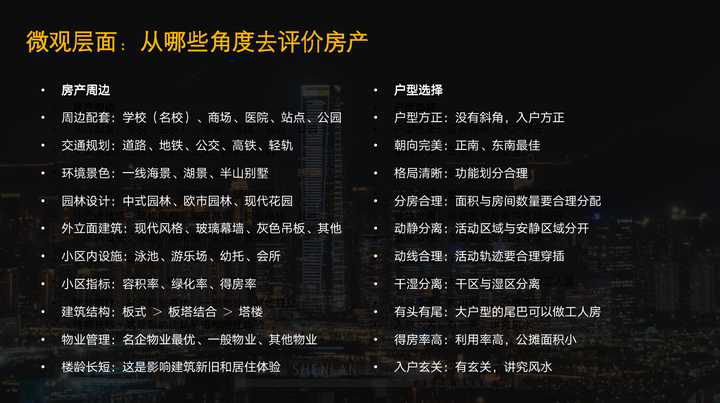 微观层面：从哪些角度去评价房产
• 房产周边
• 周边配套：学校（名校）、商场、医院、站点、公园
• 交通规划：道路、地铁、公交、高铁、轻轨
• 环境景色：一线海景、湖景、半山别墅
• 园林设计：中式园林、欧市园林、现代花园
• 外立面建筑：现代风格、玻璃幕墙、灰色吊板、其他
• 小区内设施：泳池、游乐场、幼托、会所
• 小区指标：容积率、绿化率、得房率
• 建筑结构：板式 > 板塔结合 > 塔楼
• 物业管理：名企物业最优、一般物业、其他物业
• 楼龄长短：这是影响建筑新旧和居住体验
• 户型选择
• 户型方正：没有斜角，入户方正
• 朝向完美：正南、东南最佳
• 格局清晰：功能划分合理
• 分房合理：面积与房间数量要合理分配
• 动静分离：活动区域与安静区域分开
• 动线合理：活动轨迹要合理穿插
• 干湿分离：干区与湿区分离
• 有头有尾：大户型的尾巴可以做工人房
• 得房率高：利用率高，公摊面积小
• 入户玄关：有玄关，讲究风水
SHENLAN